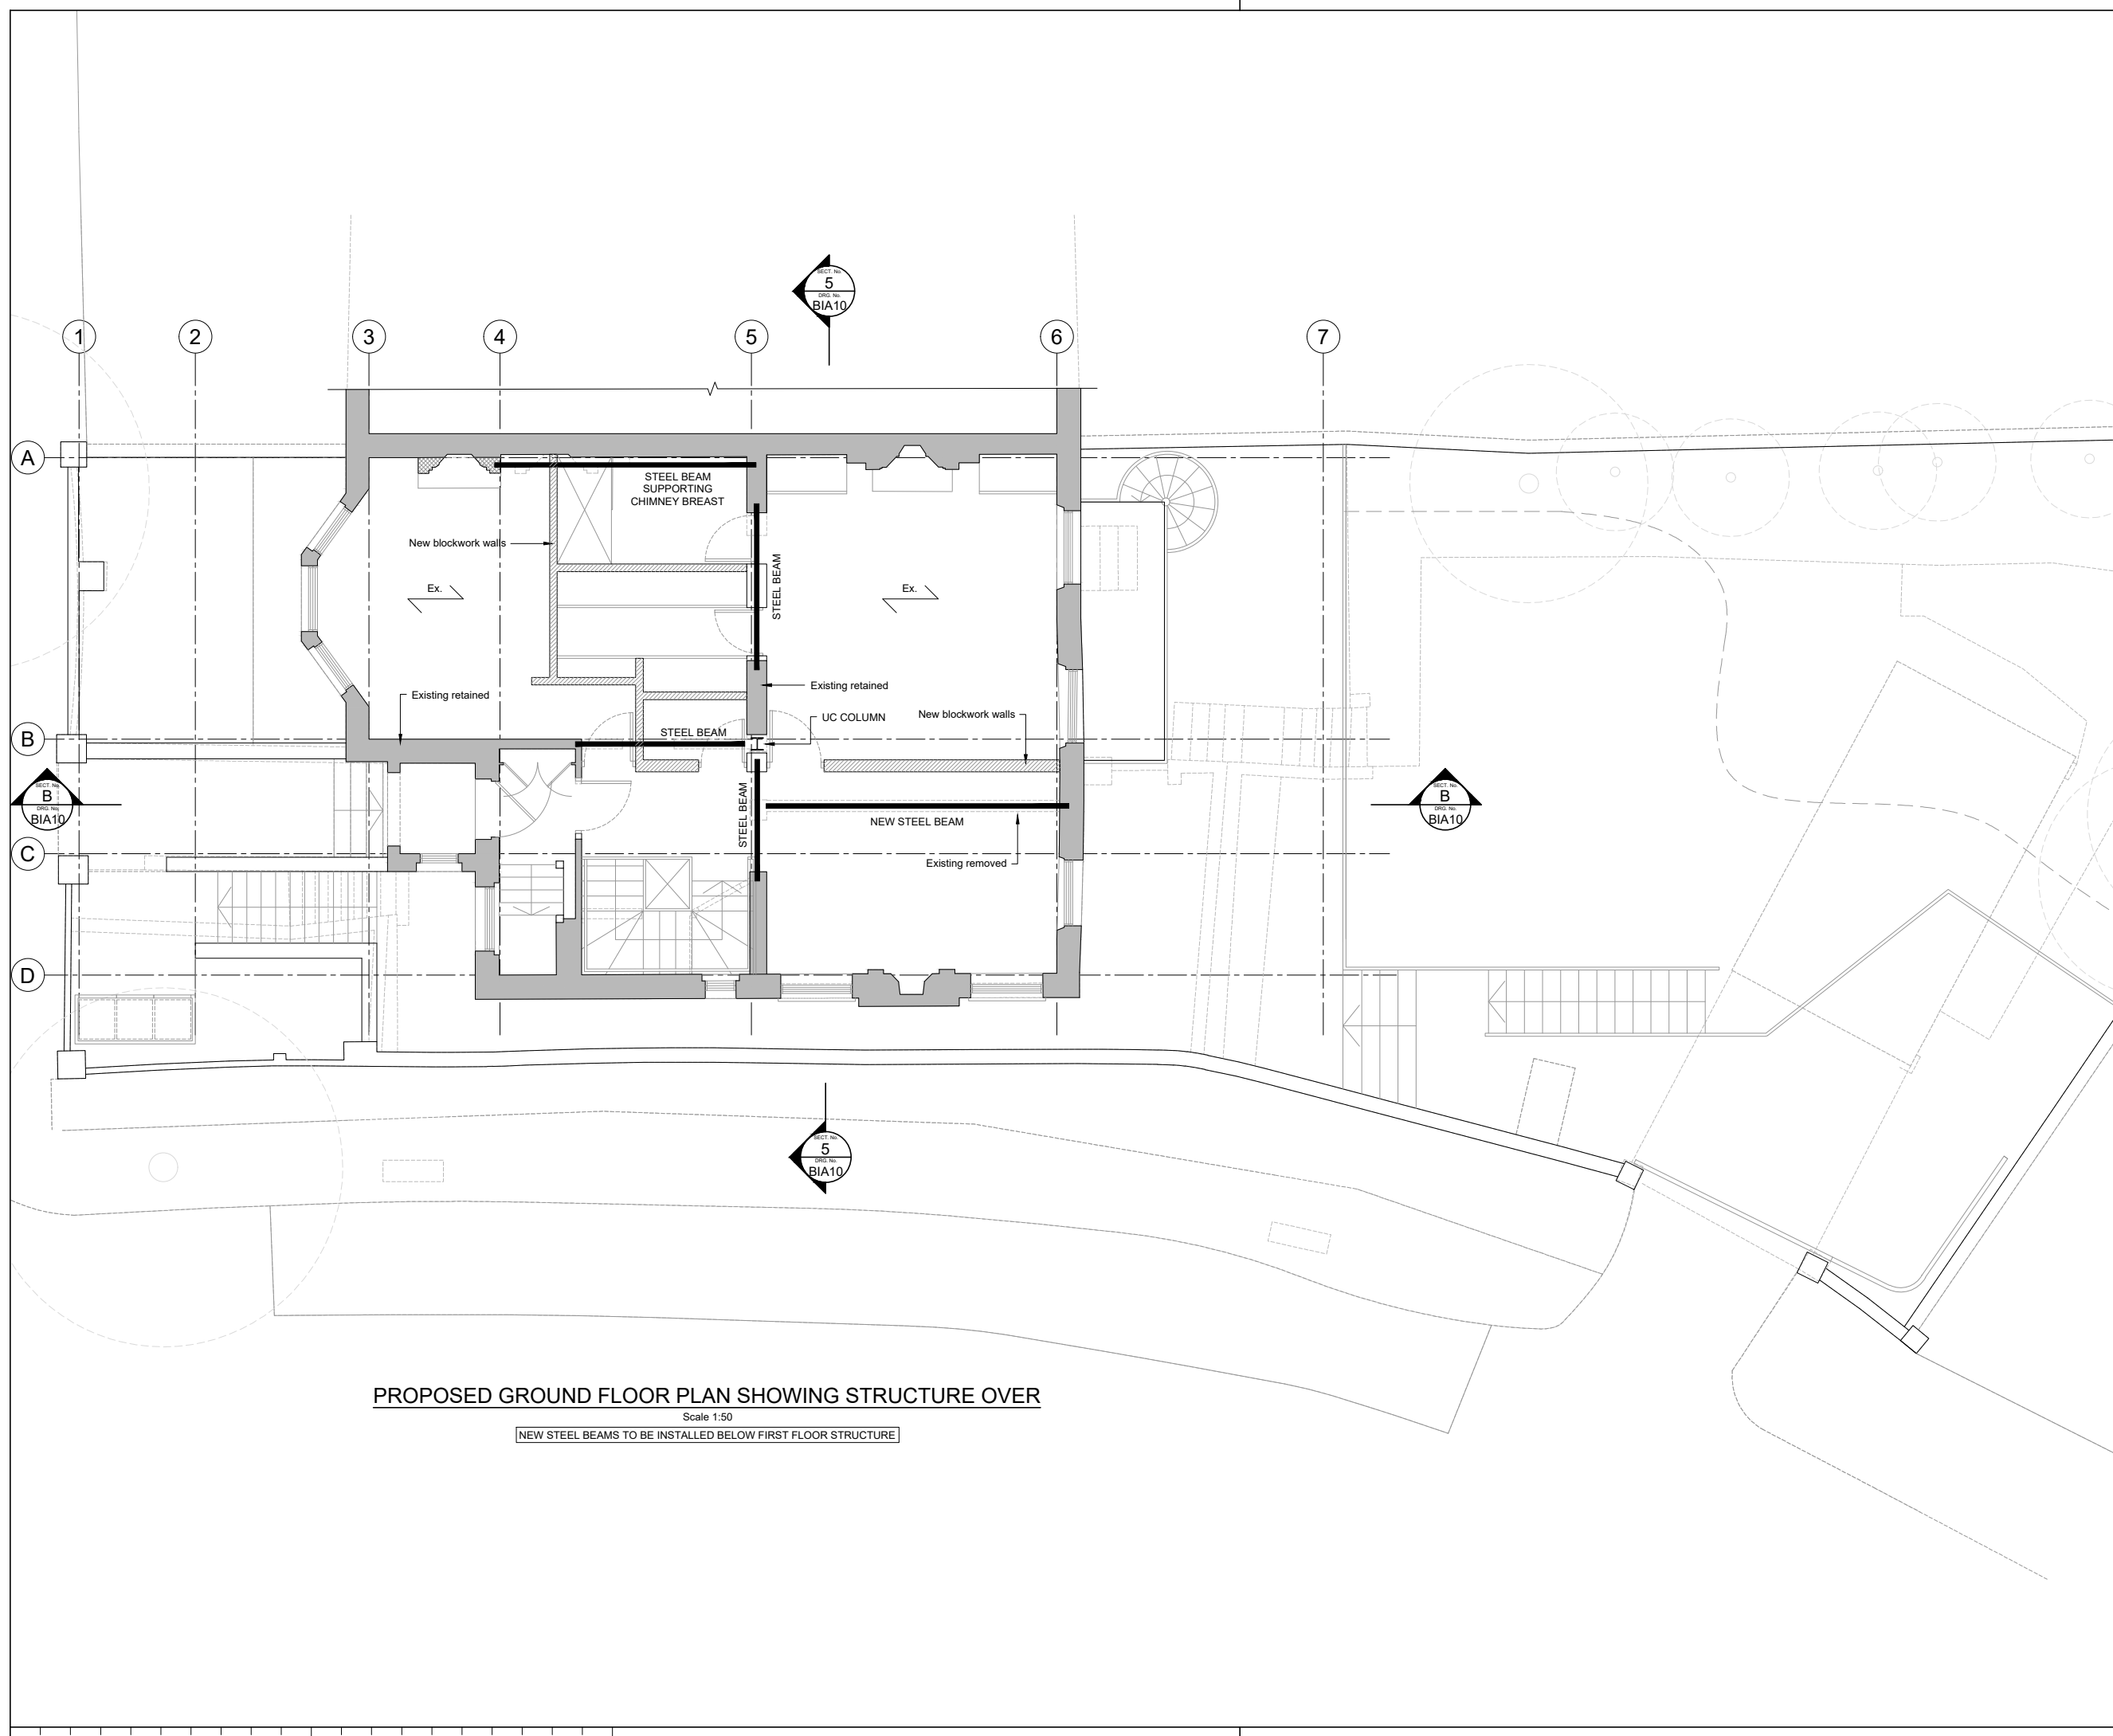 SECT. No.
5
DRG. No.
BIA10
1
2
3
4
5
6
7
A
STEEL BEAM
SUPPORTING
CHIMNEY BREAST
New blockwork walls
STEEL BEAM
Ex.
Ex.
Existing retained
Existing retained
UC COLUMN
New blockwork walls
B
STEEL BEAM
SECT. No.
B
DRG. No.
BIA10
STEEL BEAM
NEW STEEL BEAM
SECT. No.
B
DRG. No.
BIA10
C
Existing removed
D
SECT. No.
5
DRG. No.
BIA10
PROPOSED GROUND FLOOR PLAN SHOWING STRUCTURE OVER
Scale 1:50
NEW STEEL BEAMS TO BE INSTALLED BELOW FIRST FLOOR STRUCTURE